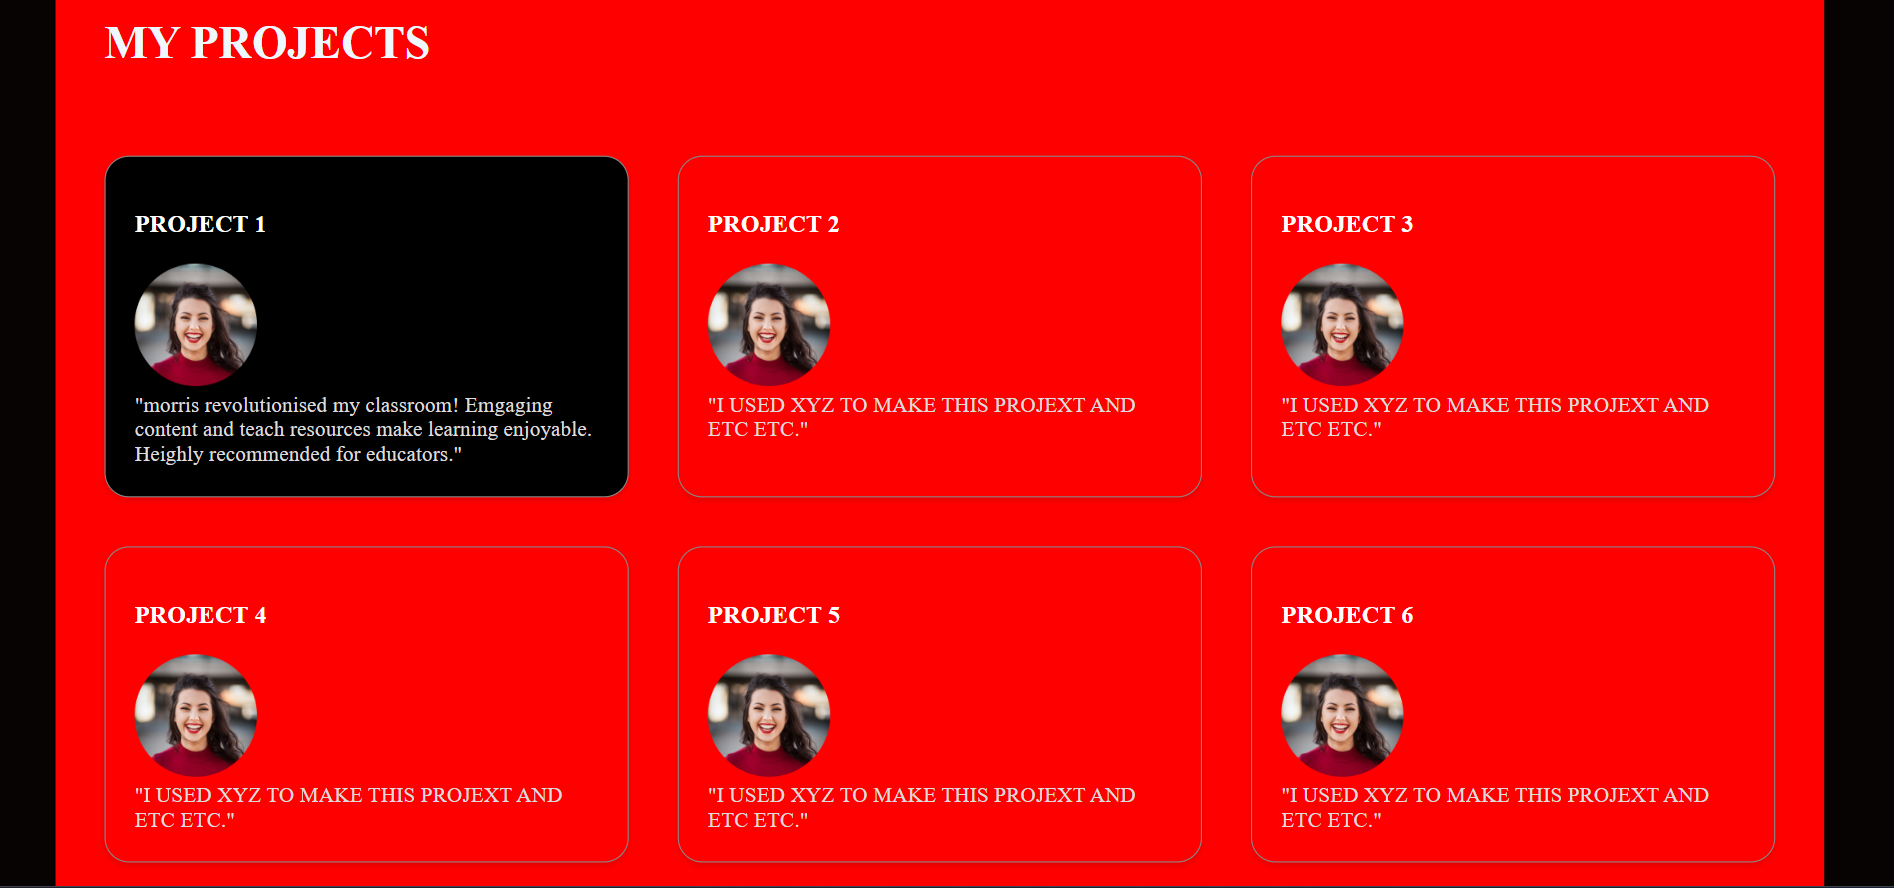 MY PROJECTS
PROJECT 1
"morris revolutionised my classroom! Emgaging
content and teach resources make learning enjoyable.
Heighly recommended for educators."
PROJECT 2
"I USED XYZ TO MAKE THIS PROJEXT AND
ETC ETC."
PROJECT 3
"I USED XYZ TO MAKE THIS PROJEXT AND
ETC ETC."
PROJECT 4
"I USED XYZ TO MAKE THIS PROJEXT AND
ETC ETC."
PROJECT 5
"I USED XYZ TO MAKE THIS PROJEXT AND
ETC ETC."
PROJECT 6
"I USED XYZ TO MAKE THIS PROJEXT AND
ETC ETC."